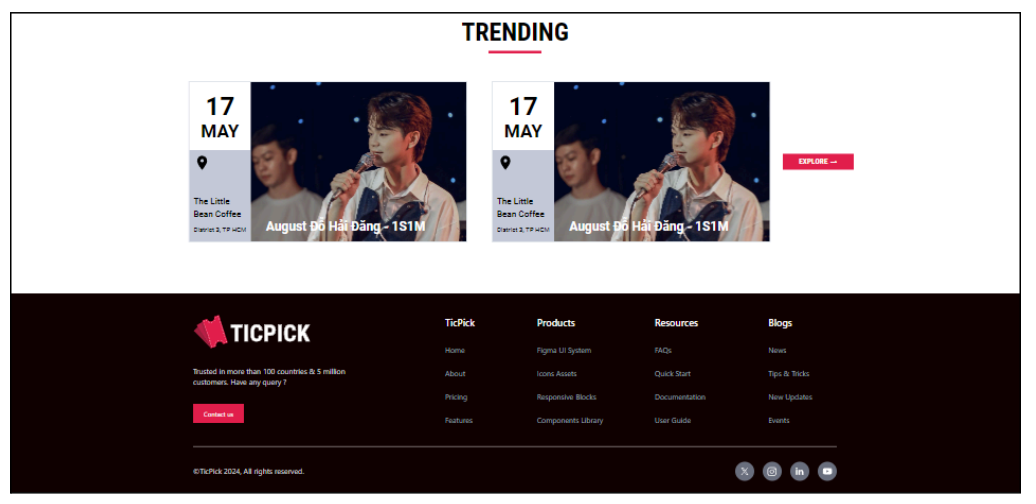 TRENDING
17
MAY
The Little
Bean Coffee
District 3, TP HCM
August Đỗ Hải Đăng - 1S1M
17
MAY
The Little
Bean Coffee
District 3, TP HCM
August Đỗ Hải Đăng - 1S1M
EXPLORE →
TICPICK
Trusted in more than 100 countries & 5 million
customers. Have any query ?
Contact us
TicPick
Home
About
Pricing
Features
Products
Figma UI System
Icons Assets
Responsive Blocks
Components Library
Resources
FAQs
Quick Start
Documentation
User Guide
Blogs
News
Tips & Tricks
New Updates
Events
©TicPick 2024, All rights reserved.